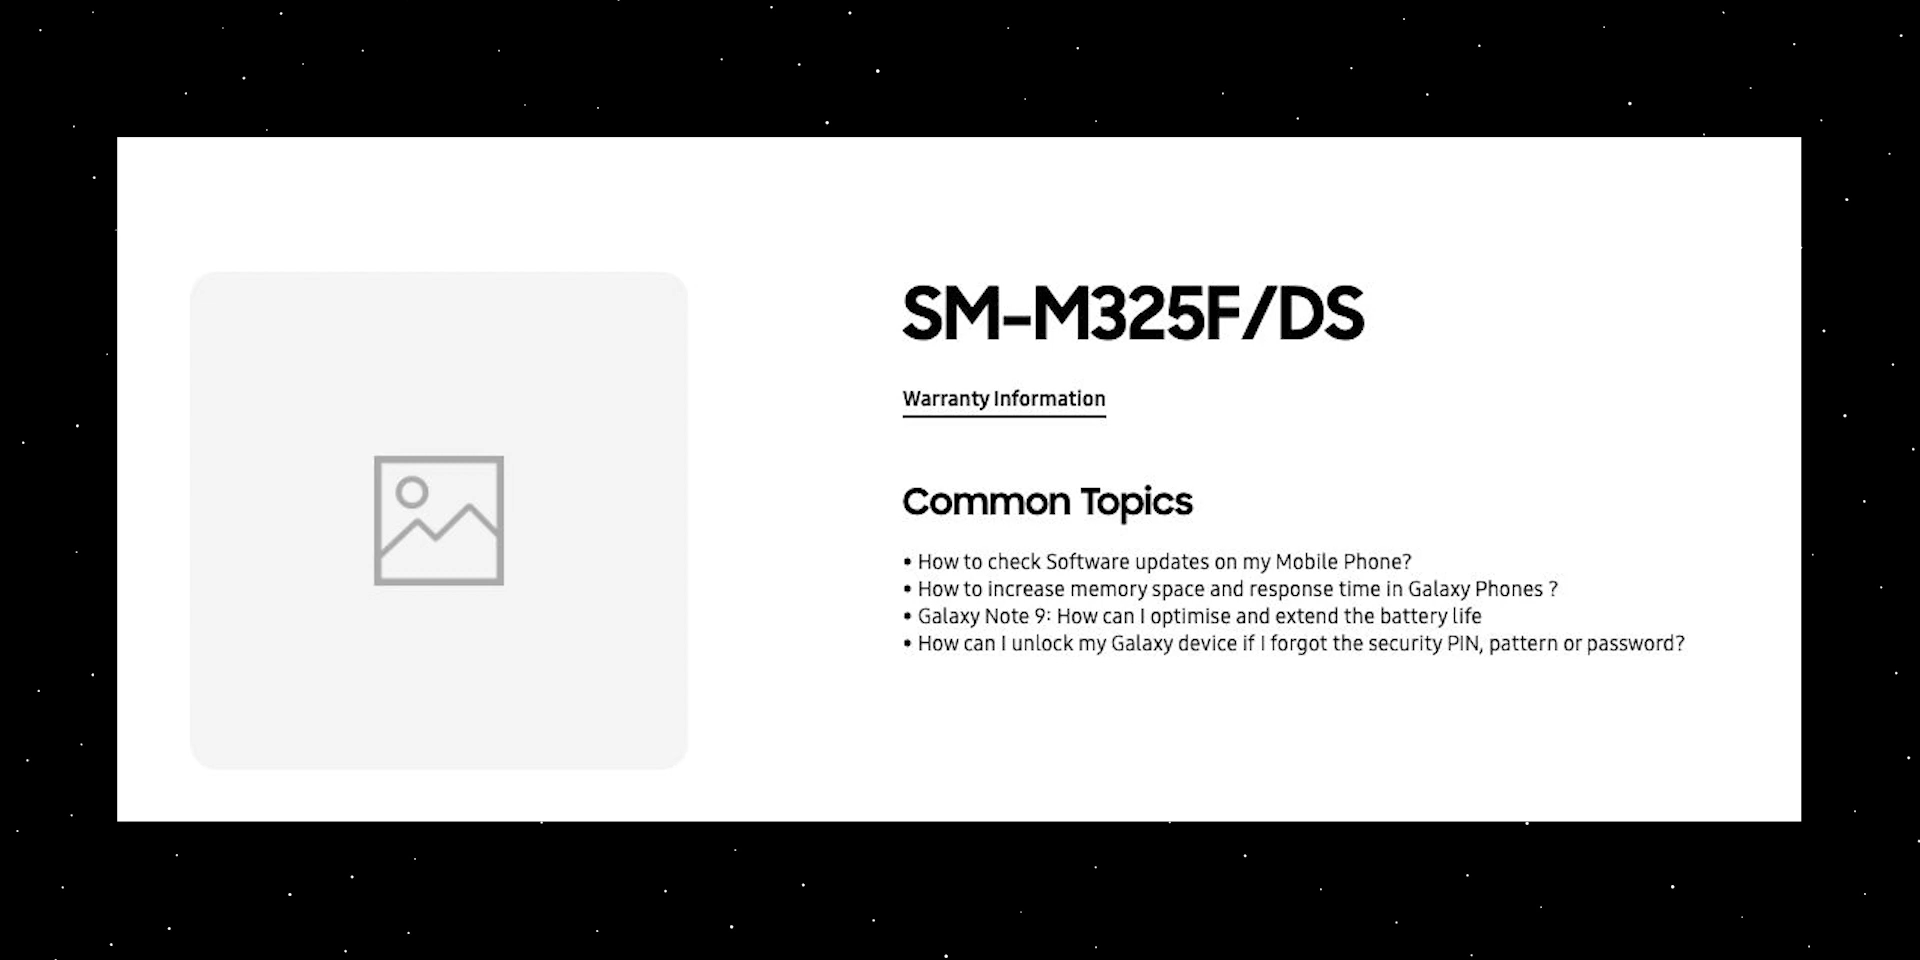 SM-M325F/DS
Warranty Information
Common Topics
• How to check Software updates on my Mobile Phone?
• How to increase memory space and response time in Galaxy Phones ?
• Galaxy Note 9: How can I optimise and extend the battery life
• How can I unlock my Galaxy device if I forgot the security PIN, pattern or password?